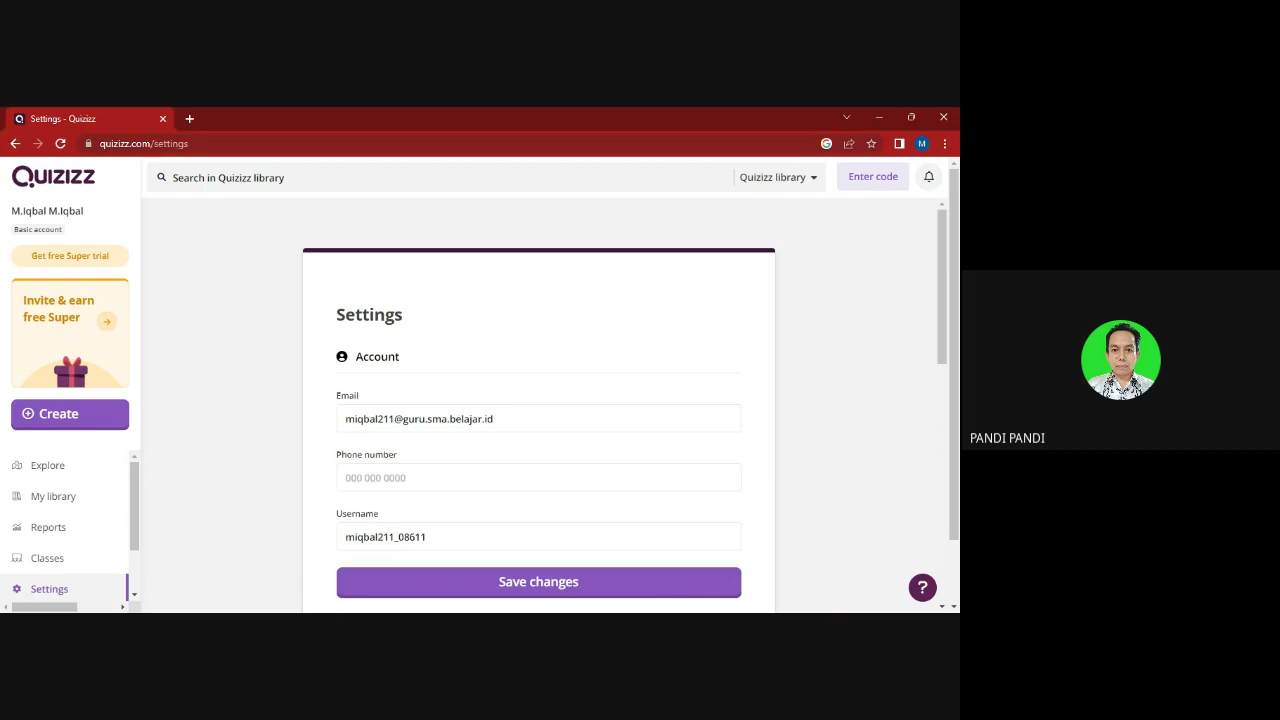 Settings - Quizizz
quizizz.com/settings
M
QUIZIZZ
Search in Quizizz library
Quizizz library
Enter code
M.Iqbal M.Iqbal
Basic account
Get free Super trial
Invite & earn
free Super
Create
Explore
My library
Reports
Classes
Settings
Settings
Account
Email
miqbal211@guru.sma.belajar.id
Phone number
000 000 0000
Username
miqbal211_08611
Save changes
?
PANDI PANDI